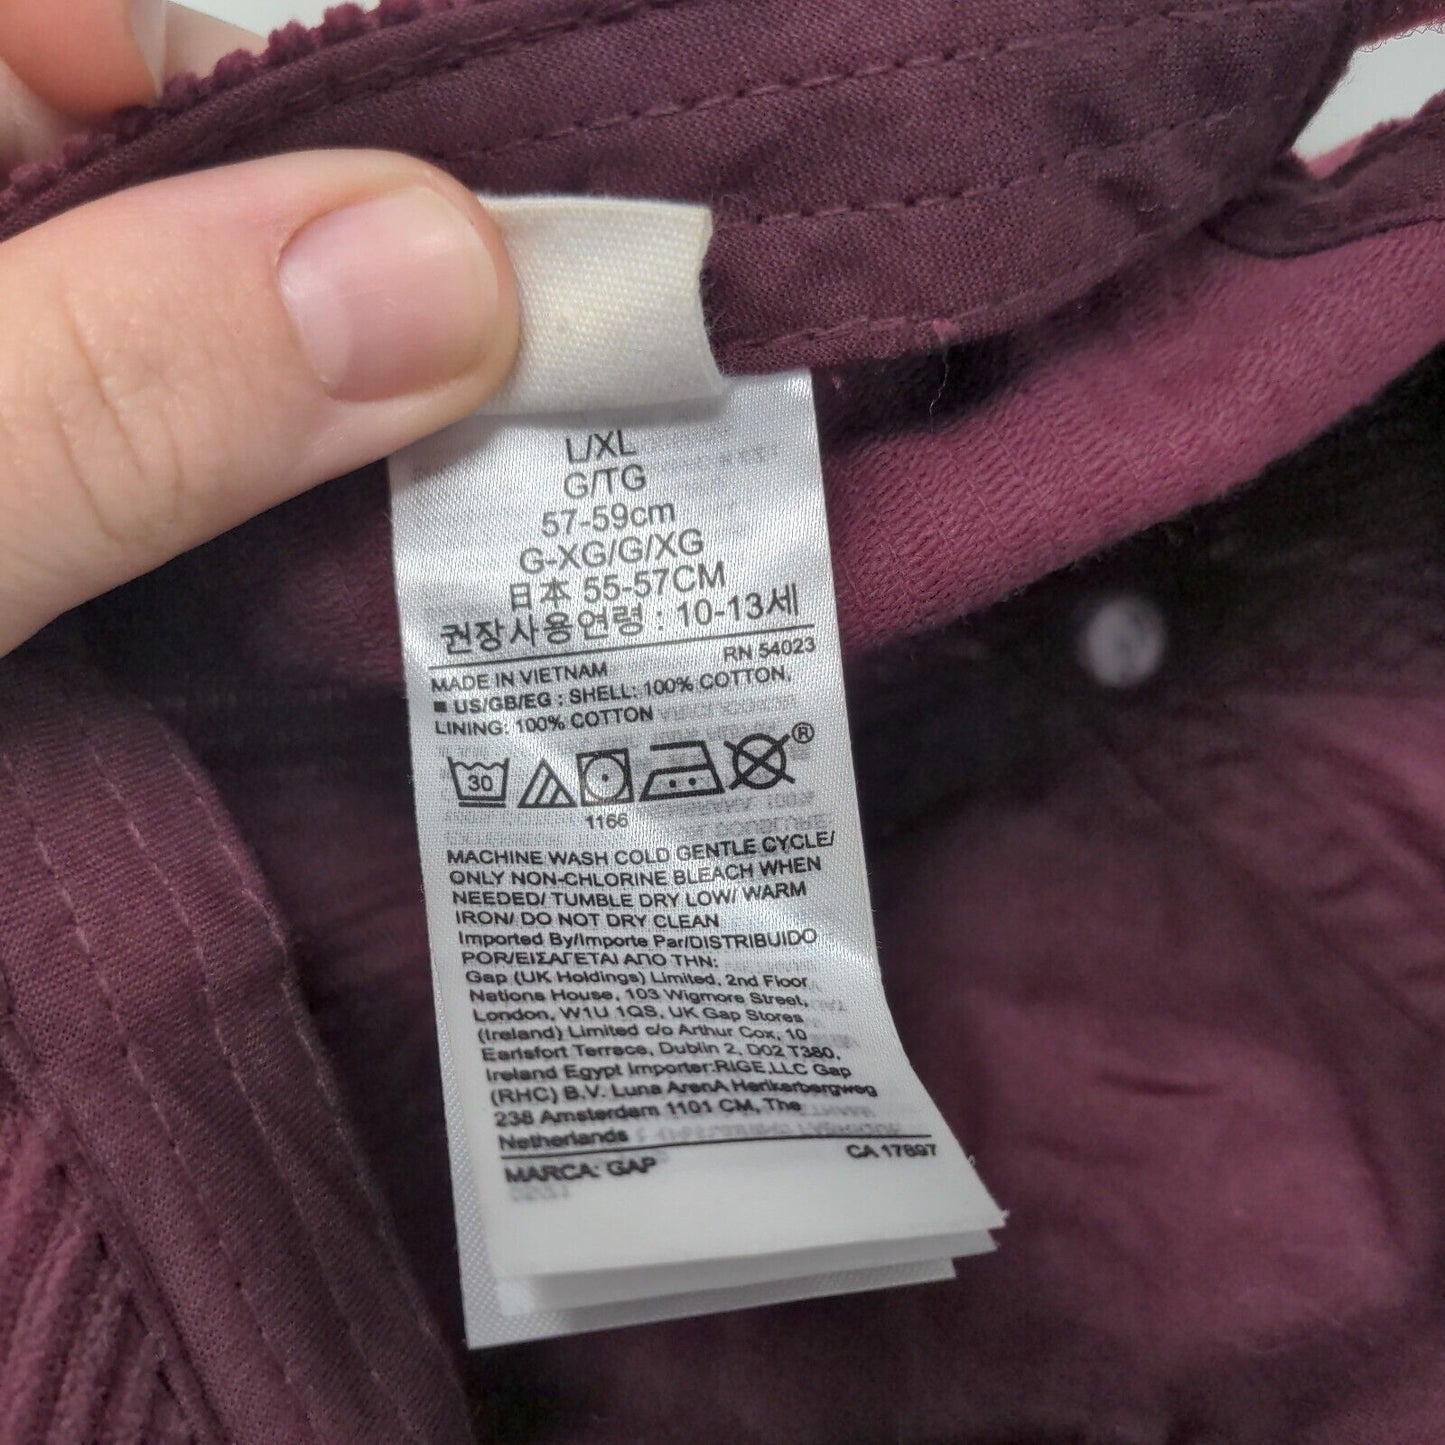 L/XL
G/TG
57-59cm
G-XG/G/XG
日本 55-57CM
권장사용연령 : 10-13세
MADE IN VIETNAM RN 54023
■ US/GB/EG : SHELL: 100% COTTON,
LINING: 100% COTTON
30 ®
1166
MACHINE WASH COLD GENTLE CYCLE/
ONLY NON-CHLORINE BLEACH WHEN
NEEDED/ TUMBLE DRY LOW/ WARM
IRON/ DO NOT DRY CLEAN
Imported By/Importe Par/DISTRIBUIDO
POR/ΕΙΣΑΓΕΤΑΙ ΑΠΟ ΤΗΝ:
Gap (UK Holdings) Limited, 2nd Floor
Nations House, 103 Wigmore Street,
London, W1U 1QS, UK Gap Stores
(Ireland) Limited c/o Arthur Cox, 10
Earlsfort Terrace, Dublin 2, D02 T380,
Ireland Egypt Importer:RIGE,LLC Gap
(RHC) B.V. Luna ArenA Herikerbergweg
238 Amsterdam 1101 CM, The
Netherlands
MARCA: GAP CA 17897